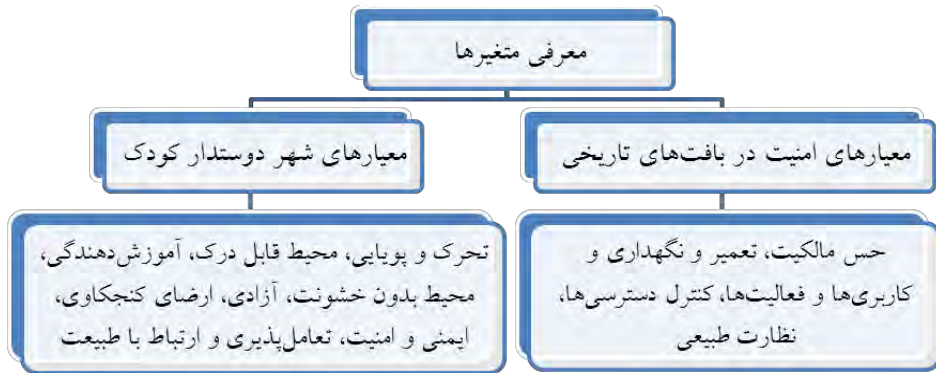 معرفی متغیرها
معیارهای امنیت در بافت‌های تاریخی
معیارهای شهر دوستدار کودک
حس مالکیت، تعمیر و نگهداری و
کاربری‌ها و فعالیت‌ها، کنترل دسترسی‌ها،
نظارت طبیعی
تحرک و پویایی، محیط قابل درک، آموزش‌دهندگی،
محیط بدون خشونت، آزادی، ارضای کنجکاوی،
ایمنی و امنیت، تعامل‌پذیری و ارتباط با طبیعت